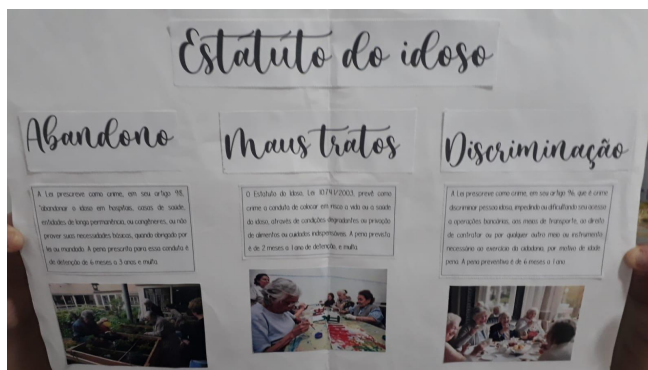 Estatuto do idoso
Abandono
A Lei prescreve como crime, em seu artigo 98,
"abandonar o idoso em hospitais, casas de saúde,
entidades de longa permanência, ou congêneres, ou não
prover suas necessidades básicas, quando obrigado por
lei ou mandado. A pena prescrita para essa conduta é
de detenção de 6 meses a 3 anos e multa.
Maus tratos
O Estatuto do Idoso, Lei 10.741/2003, prevê como
crime a conduta de colocar em risco a vida ou a saúde
do idoso, através de condições degradantes ou privação
de alimentos ou cuidados indispensáveis. A pena prevista
é de 2 meses a 1 ano de detenção, e multa.
Discriminação
A Lei prescreve como crime, em seu artigo 96, que é crime
discriminar pessoa idosa, impedindo ou dificultando seu acesso
a operações bancárias, aos meios de transporte, ao direito
de contratar ou por qualquer outro meio ou instrumento
necessário ao exercício da cidadania, por motivo de idade
pena. A pena preventiva é de 6 meses a 1 ano.